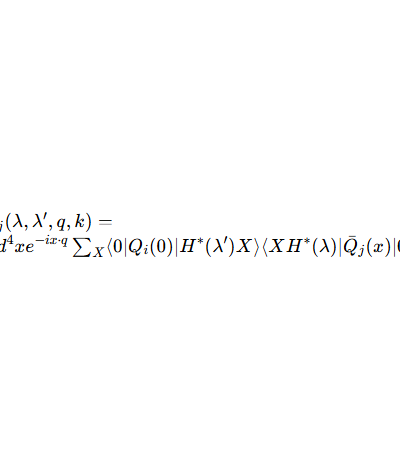 j(λ, λ′, q, k) =
d⁴xe^{−ix·q} ∑_X⟨0|Q_i(0)|H*(λ′)X⟩⟨XH*(λ)|Q̄_j(x)|0